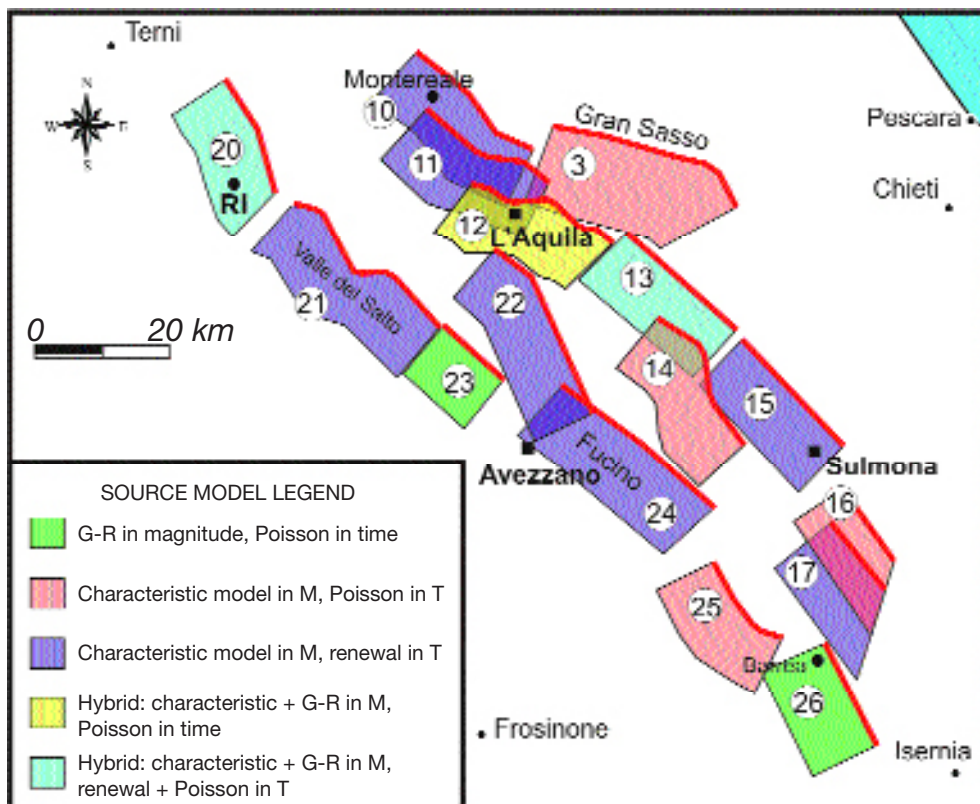 Terni
Montereale
10
N
W
E
S
20
RI
11
Gran Sasso
3
Pescara
Chieti
12
L'Aquila
13
Valle del Salto
21
22
0
20 km
14
23
15
Fucino
Avezzano
Sulmona
24
16
17
25
26
Frosinone
Isernia
SOURCE MODEL LEGEND
G-R in magnitude, Poisson in time
Characteristic model in M, Poisson in T
Characteristic model in M, renewal in T
Hybrid: characteristic + G-R in M,
Poisson in time
Hybrid: characteristic + G-R in M,
renewal + Poisson in T